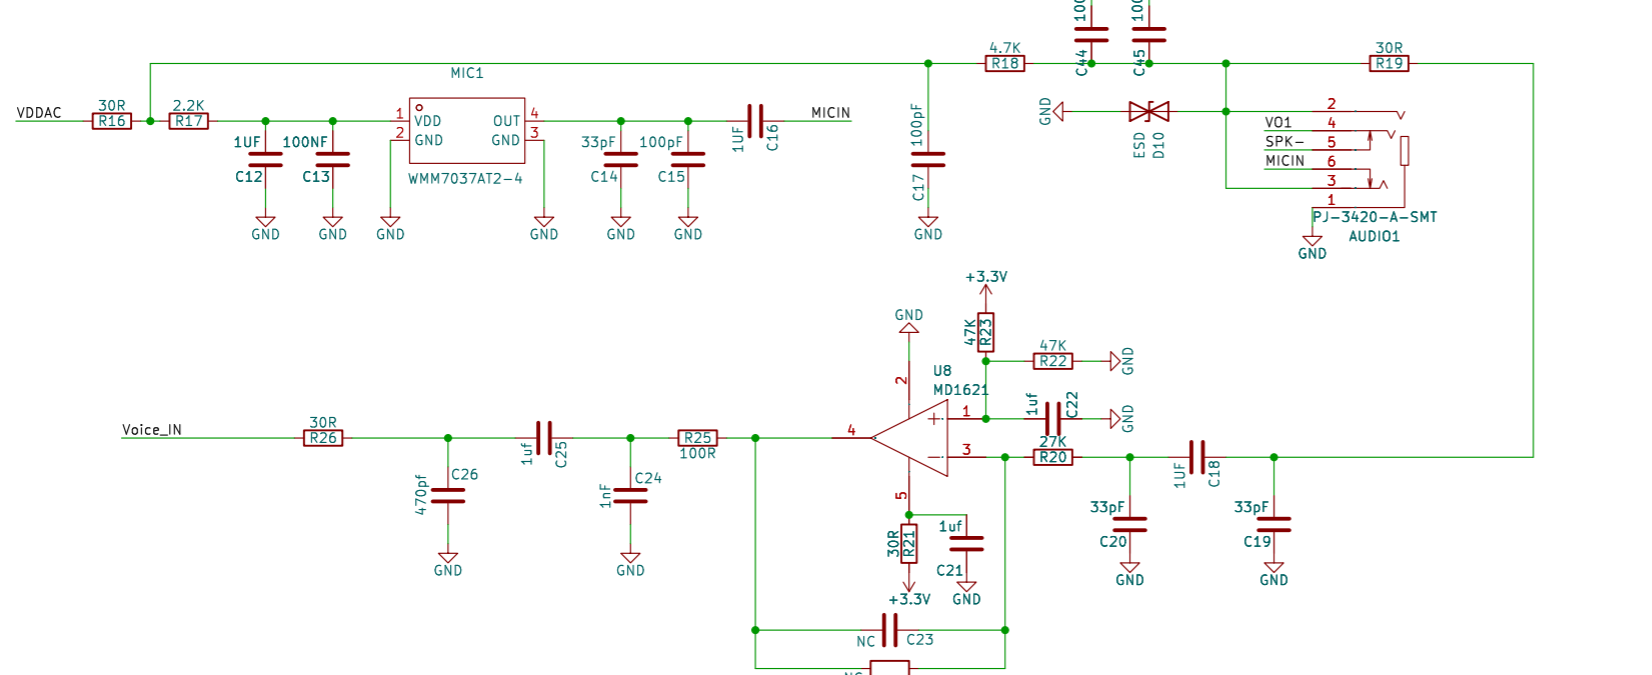 100
100
C44
C45
4.7K
R18
30R
R19
MIC1
VDDAC
30R
R16
2.2K
R17
1 VDD
2 GND
OUT 4
GND 3
WMM7037AT2-4
1UF
C12
GND
100NF
C13
GND
GND
GND
33pF
C14
GND
100pF
C15
GND
1UF
C16
MICIN
100pF
C17
GND
GND
ESD
D10
2
VO1 4
SPK- 5
MICIN 6
3
1
PJ-3420-A-SMT
AUDIO1
GND
+3.3V
47K
R23
GND
47K
R22
GND
U8
MD1621
2
1
1uf
C22
GND
4
3
27K
R20
5
Voice_IN
30R
R26
1uf
C25
R25
100R
470pf
C26
GND
1nF
C24
GND
30R
R21
+3.3V
1uf
C21
GND
1UF
C18
33pF
C20
GND
33pF
C19
GND
NC
C23
NC